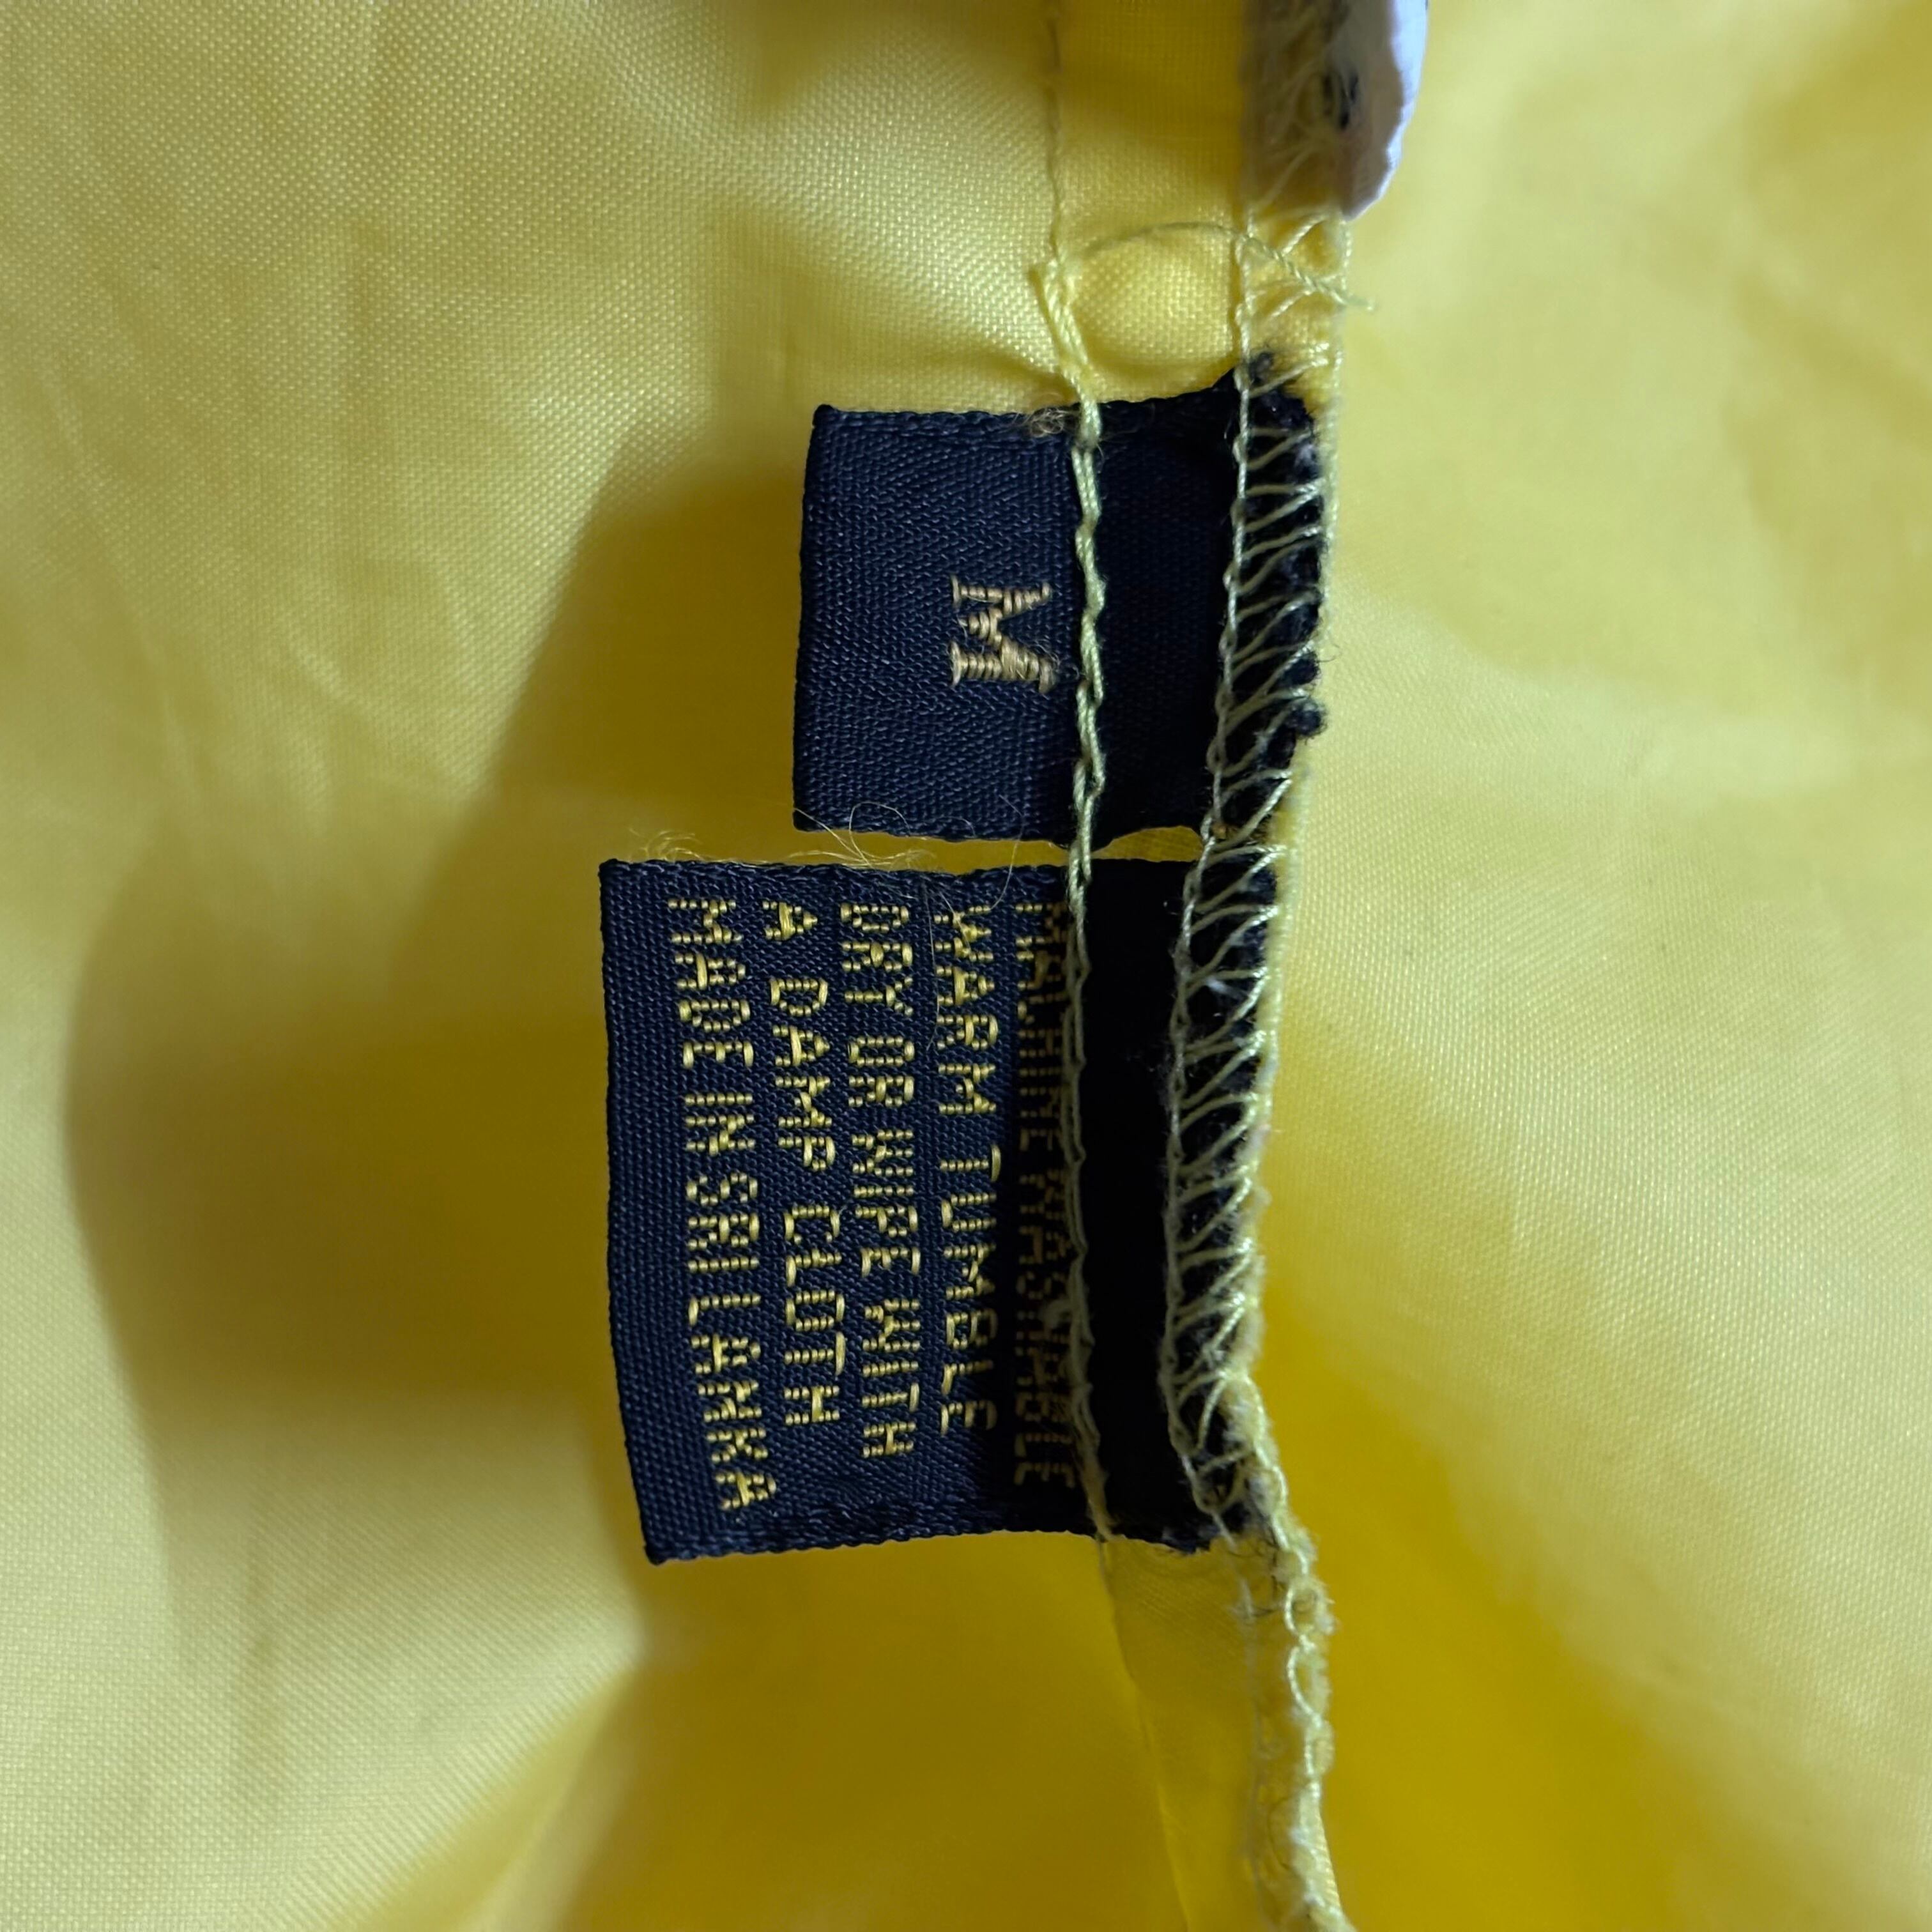 M
MACHINE WASHABLE
WARM TUMBLE
DRY OR WIPE WITH
A DAMP CLOTH
MADE IN SRI LANKA